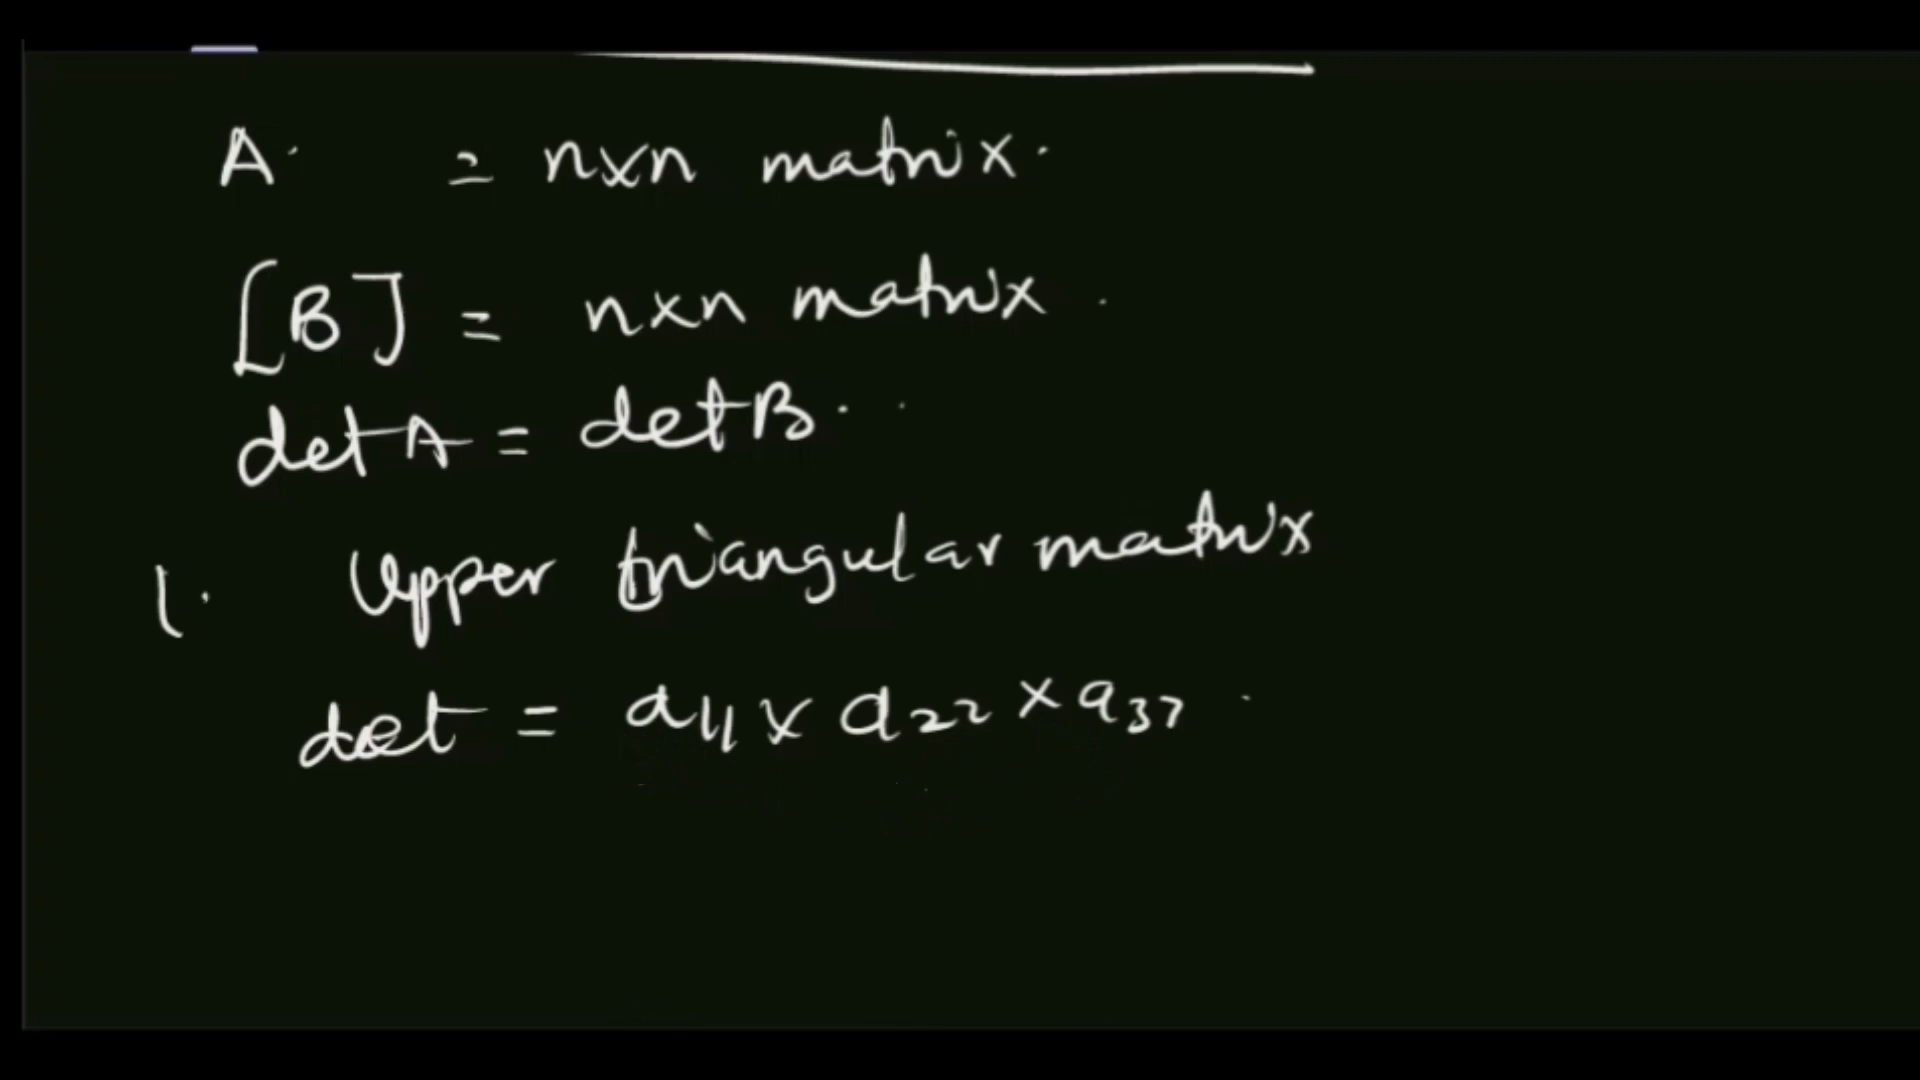 A. = nxn matrix.
[B] = nxn matrix.
det A = det B.
1. Upper triangular matrix
det = a11 x a22 x a33